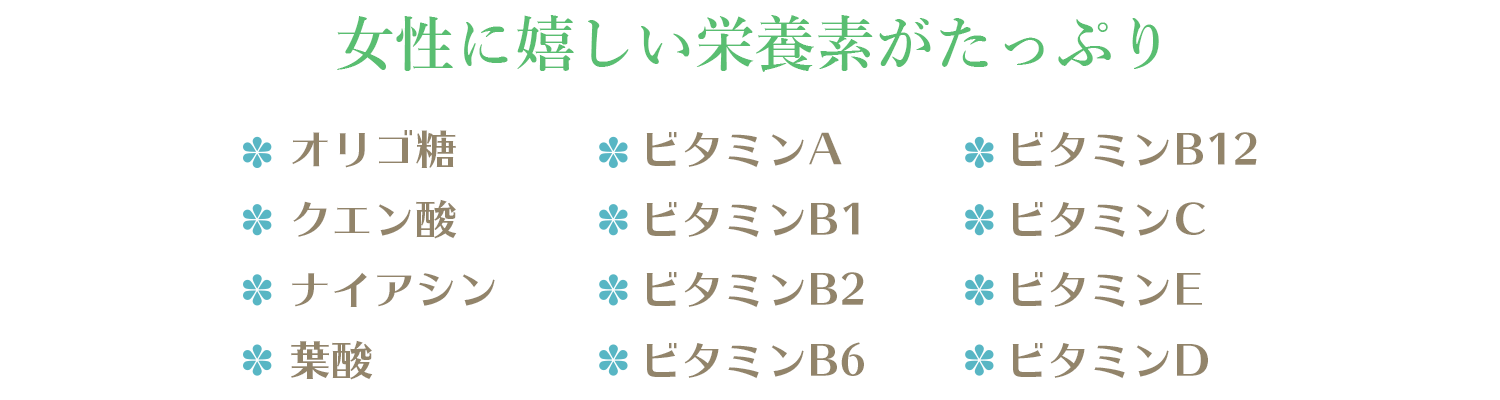 女性に嬉しい栄養素がたっぷり
オリゴ糖
クエン酸
ナイアシン
葉酸
ビタミンA
ビタミンB1
ビタミンB2
ビタミンB6
ビタミンB12
ビタミンC
ビタミンE
ビタミンD